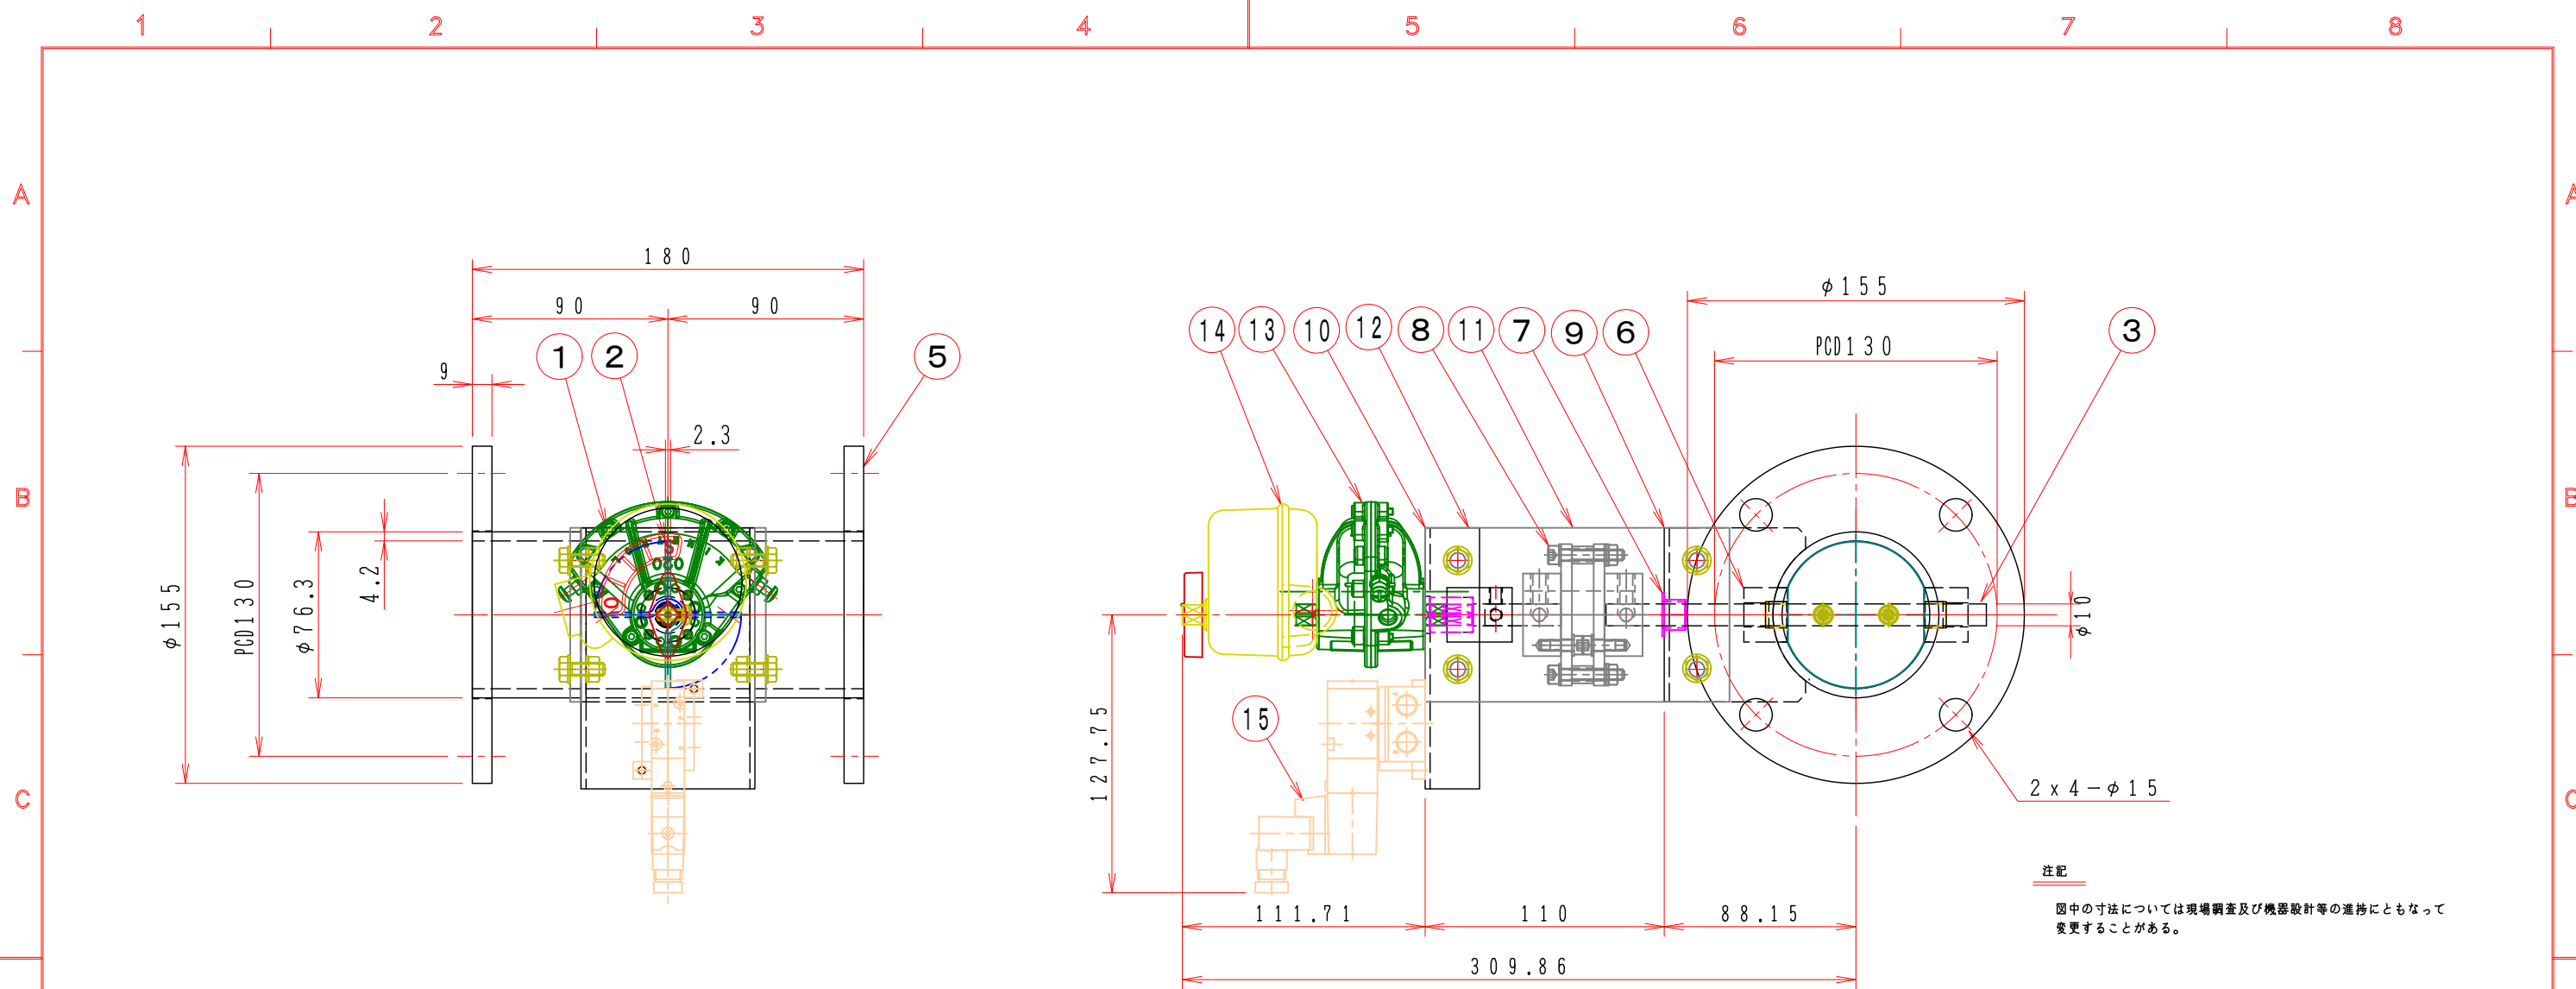 1 2 3 4 5 6 7 8
A A
180
φ155
90 90
14 13 10 12 8 11 7 9 6 3
1 2 5
PCD130
9
2.3
B B
S
O
φ155
PCD130
φ76.3
4.2
φ10
127.75
15
2x4-φ15
C C
注記
図中の寸法については現場調査及び機器設計等の進捗にともなって
変更することがある。
111.71 110 88.15
309.86